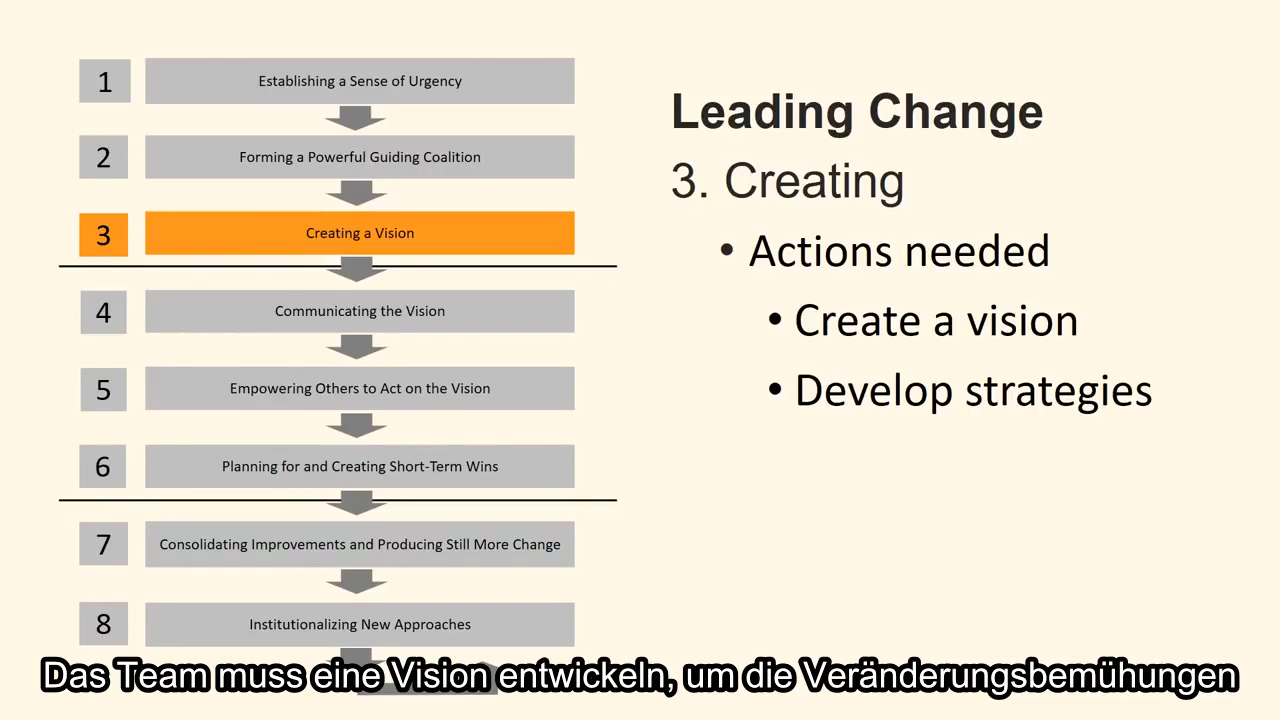 1 Establishing a Sense of Urgency
2 Forming a Powerful Guiding Coalition
3 Creating a Vision
4 Communicating the Vision
5 Empowering Others to Act on the Vision
6 Planning for and Creating Short-Term Wins
7 Consolidating Improvements and Producing Still More Change
8 Institutionalizing New Approaches
Leading Change
3. Creating
• Actions needed
• Create a vision
• Develop strategies
Das Team muss eine Vision entwickeln, um die Veränderungsbemühungen